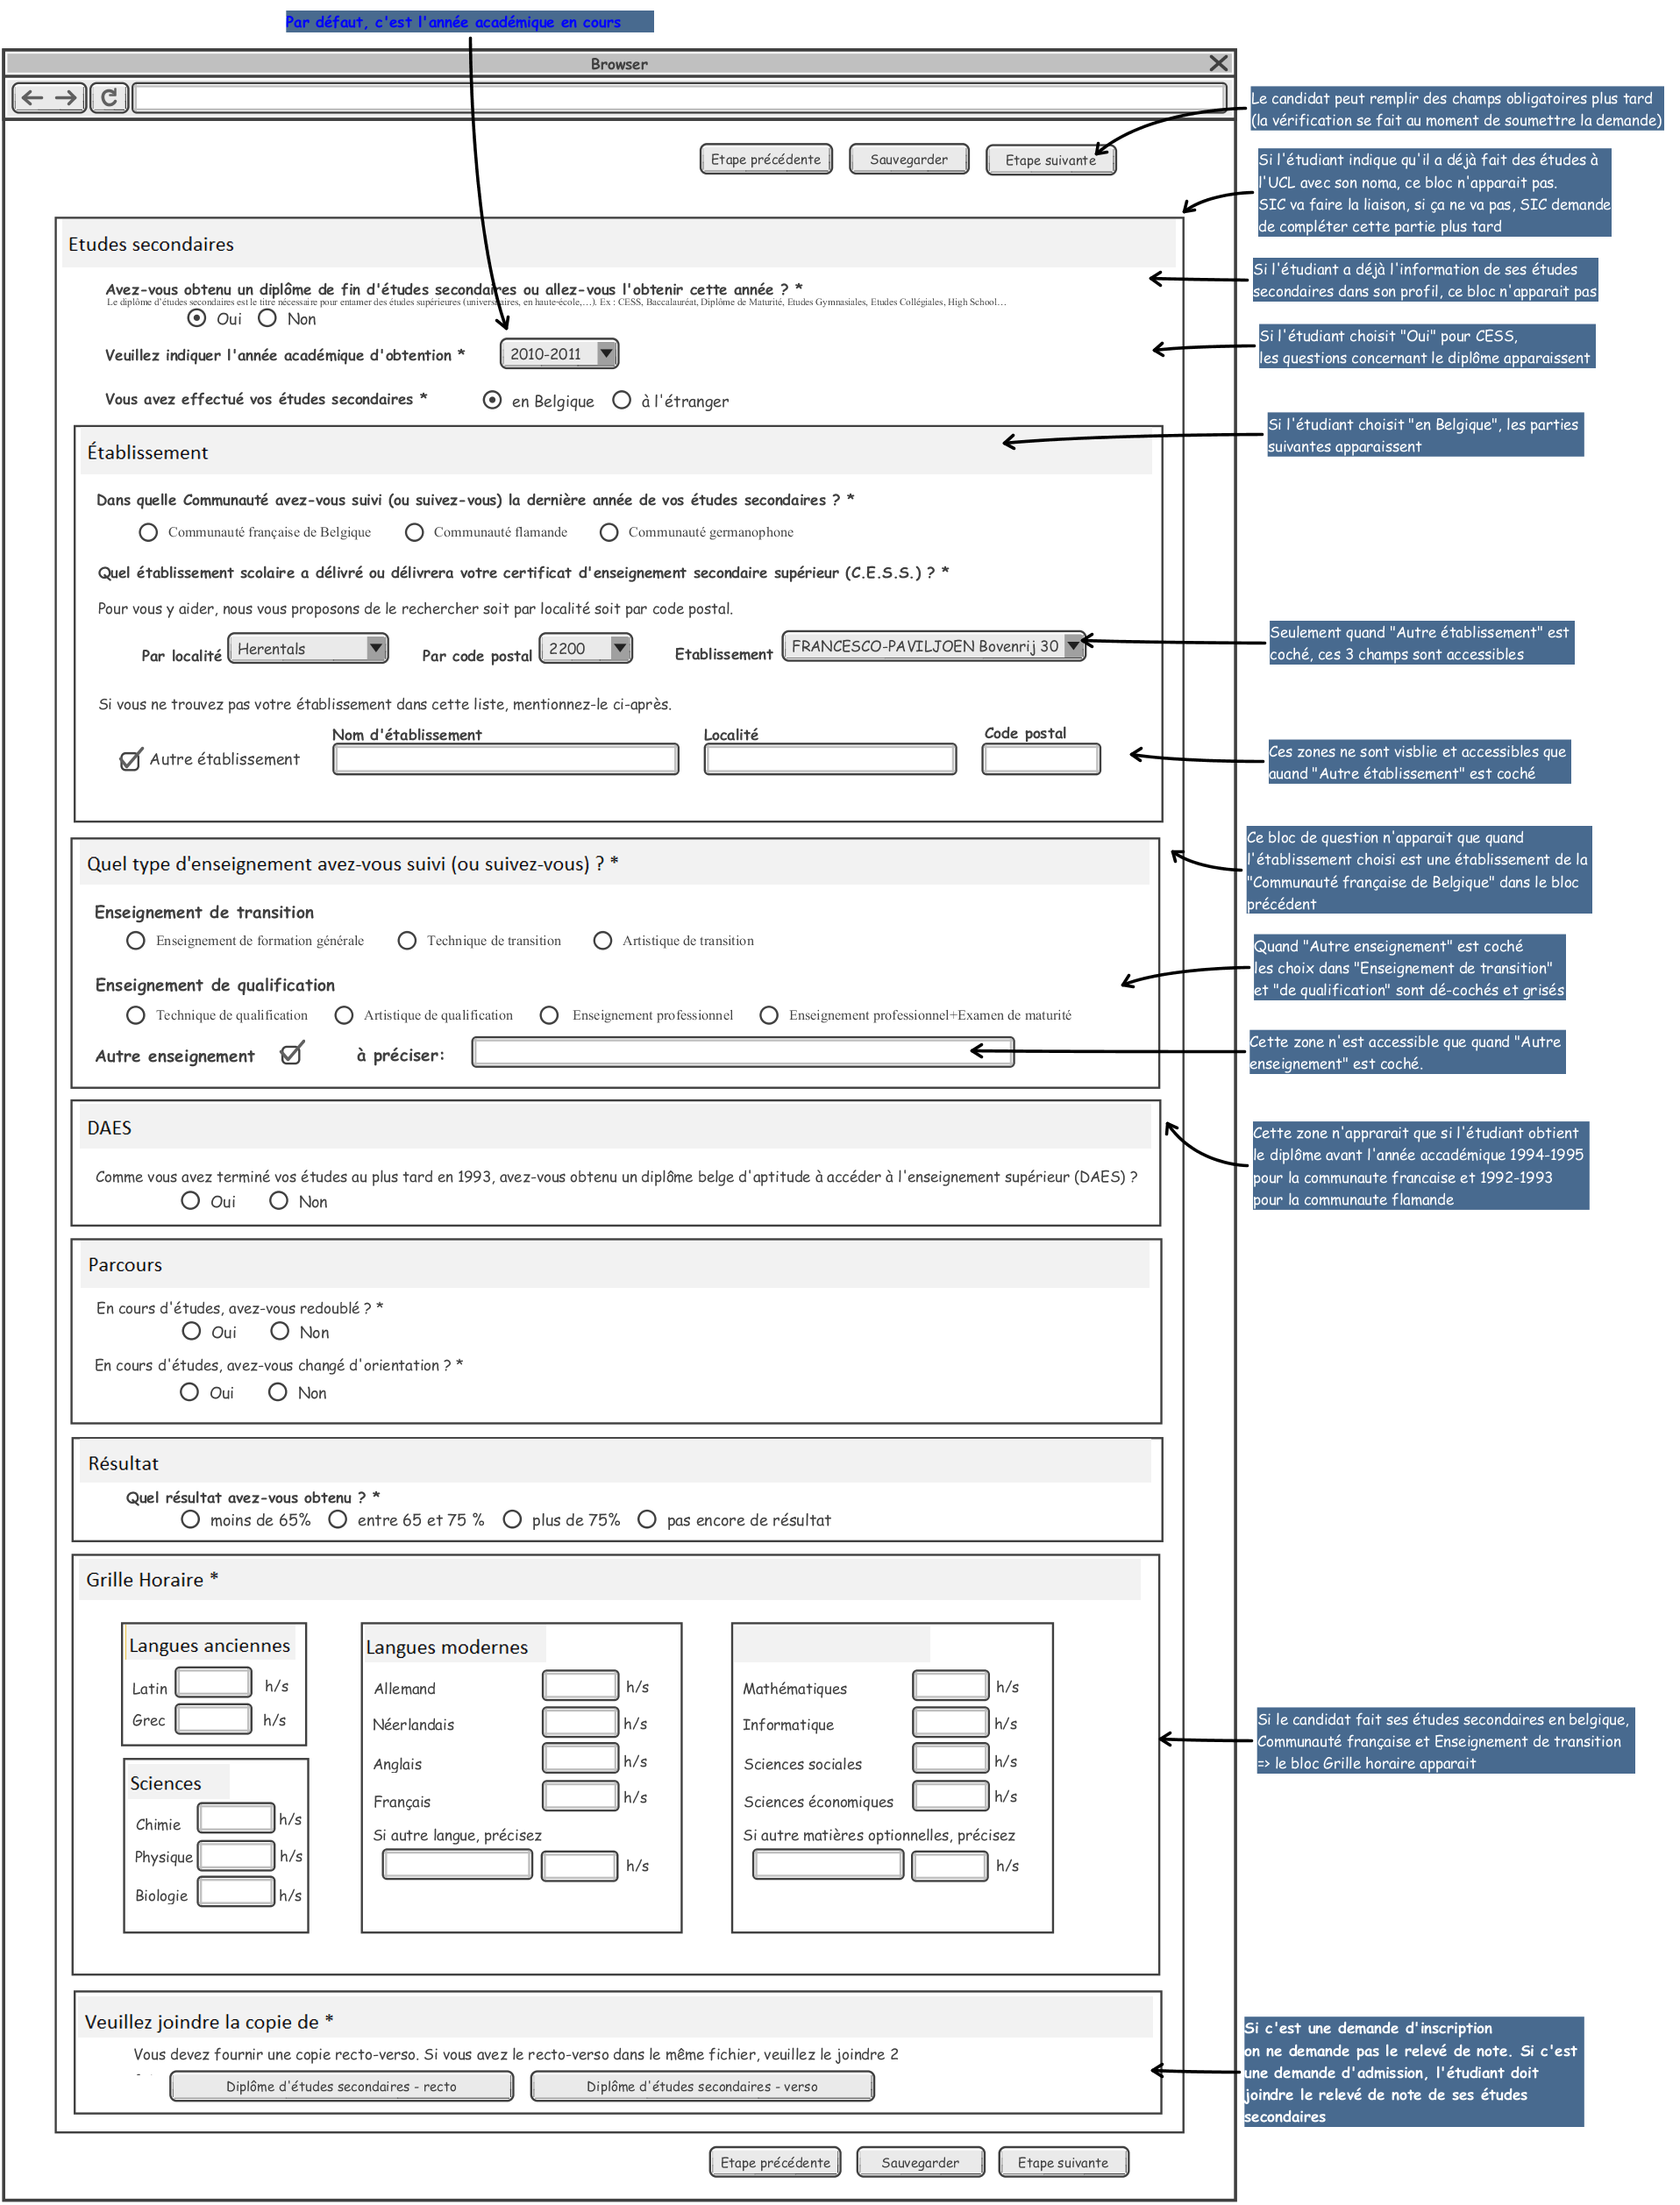 Par défaut, c'est l'année académique en cours
Browser
Le candidat peut remplir des champs obligatoires plus tard
(la vérification se fait au moment de soumettre la demande)
Etape précédente
Sauvegarder
Etape suivante
Si l'étudiant indique qu'il a déjà fait des études à
l'UCL avec son noma, ce bloc n'apparait pas.
SIC va faire la liaison, si ça ne va pas, SIC demande
de compléter cette partie plus tard
Etudes secondaires
Si l'étudiant a déjà l'information de ses études
secondaires dans son profil, ce bloc n'apparait pas
Avez-vous obtenu un diplôme de fin d'études secondaires ou allez-vous l'obtenir cette année ? *
Le diplôme d'études secondaires est le titre nécessaire pour entamer des études supérieures (universitaires, en haute-école,...). Ex : CESS, Baccalauréat, Diplôme de Maturité, Etudes Gymnasiales, Etudes Collégiales, High School...
Oui Non
Si l'étudiant choisit "Oui" pour CESS,
les questions concernant le diplôme apparaissent
Veuillez indiquer l'année académique d'obtention * 2010-2011
Vous avez effectué vos études secondaires * en Belgique à l'étranger
Si l'étudiant choisit "en Belgique", les parties
suivantes apparaissent
Établissement
Dans quelle Communauté avez-vous suivi (ou suivez-vous) la dernière année de vos études secondaires ? *
Communauté française de Belgique Communauté flamande Communauté germanophone
Quel établissement scolaire a délivré ou délivrera votre certificat d'enseignement secondaire supérieur (C.E.S.S.) ? *
Pour vous y aider, nous vous proposons de le rechercher soit par localité soit par code postal.
Par localité Herentals Par code postal 2200 Etablissement FRANCESCO-PAVILJOEN Bovenrij 30
Seulement quand "Autre établissement" est
coché, ces 3 champs sont accessibles
Si vous ne trouvez pas votre établissement dans cette liste, mentionnez-le ci-après.
Nom d'établissement Localité Code postal
Autre établissement
Ces zones ne sont visblie et accessibles que
quand "Autre établissement" est coché
Ce bloc de question n'apparait que quand
l'établissement choisi est une établissement de la
"Communauté française de Belgique" dans le bloc
précédent
Quel type d'enseignement avez-vous suivi (ou suivez-vous) ? *
Enseignement de transition
Enseignement de formation générale Technique de transition Artistique de transition
Quand "Autre enseignement" est coché
les choix dans "Enseignement de transition"
et "de qualification" sont dé-cochés et grisés
Enseignement de qualification
Technique de qualification Artistique de qualification Enseignement professionnel Enseignement professionnel+Examen de maturité
Autre enseignement à préciser:
Cette zone n'est accessible que quand "Autre
enseignement" est coché.
DAES
Cette zone n'apprarait que si l'étudiant obtient
le diplôme avant l'année accadémique 1994-1995
pour la communaute francaise et 1992-1993
pour la communaute flamande
Comme vous avez terminé vos études au plus tard en 1993, avez-vous obtenu un diplôme belge d'aptitude à accéder à l'enseignement supérieur (DAES) ?
Oui Non
Parcours
En cours d'études, avez-vous redoublé ? *
Oui Non
En cours d'études, avez-vous changé d'orientation ? *
Oui Non
Résultat
Quel résultat avez-vous obtenu ? *
moins de 65% entre 65 et 75 % plus de 75% pas encore de résultat
Grille Horaire *
Langues anciennes
Latin h/s
Grec h/s
Sciences
Chimie h/s
Physique h/s
Biologie h/s
Langues modernes
Allemand h/s
Néerlandais h/s
Anglais h/s
Français h/s
Si autre langue, précisez
h/s
Mathématiques h/s
Informatique h/s
Sciences sociales h/s
Sciences économiques h/s
Si autre matières optionnelles, précisez
h/s
Si le candidat fait ses études secondaires en belgique,
Communauté française et Enseignement de transition
=> le bloc Grille horaire apparait
Veuillez joindre la copie de *
Vous devez fournir une copie recto-verso. Si vous avez le recto-verso dans le même fichier, veuillez le joindre 2
Diplôme d'études secondaires - recto
Diplôme d'études secondaires - verso
Si c'est une demande d'inscription
on ne demande pas le relevé de note. Si c'est
une demande d'admission, l'étudiant doit
joindre le relevé de note de ses études
secondaires
Etape précédente
Sauvegarder
Etape suivante